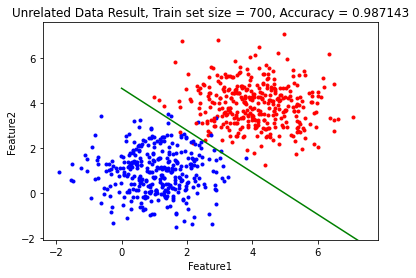 Unrelated Data Result, Train set size = 700, Accuracy = 0.987143
6
4
2
0
−2
Feature2
−2 0 2 4 6
Feature1